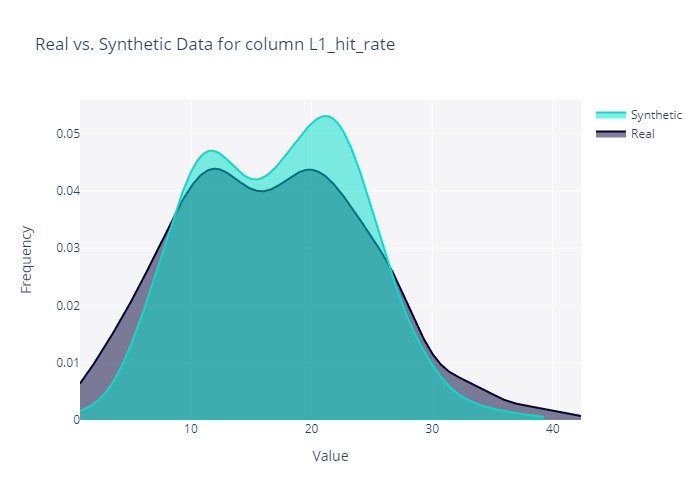 Real vs. Synthetic Data for column L1_hit_rate
Synthetic
Real
0.05
0.04
0.03
0.02
0.01
0
Frequency
10
20
30
40
Value